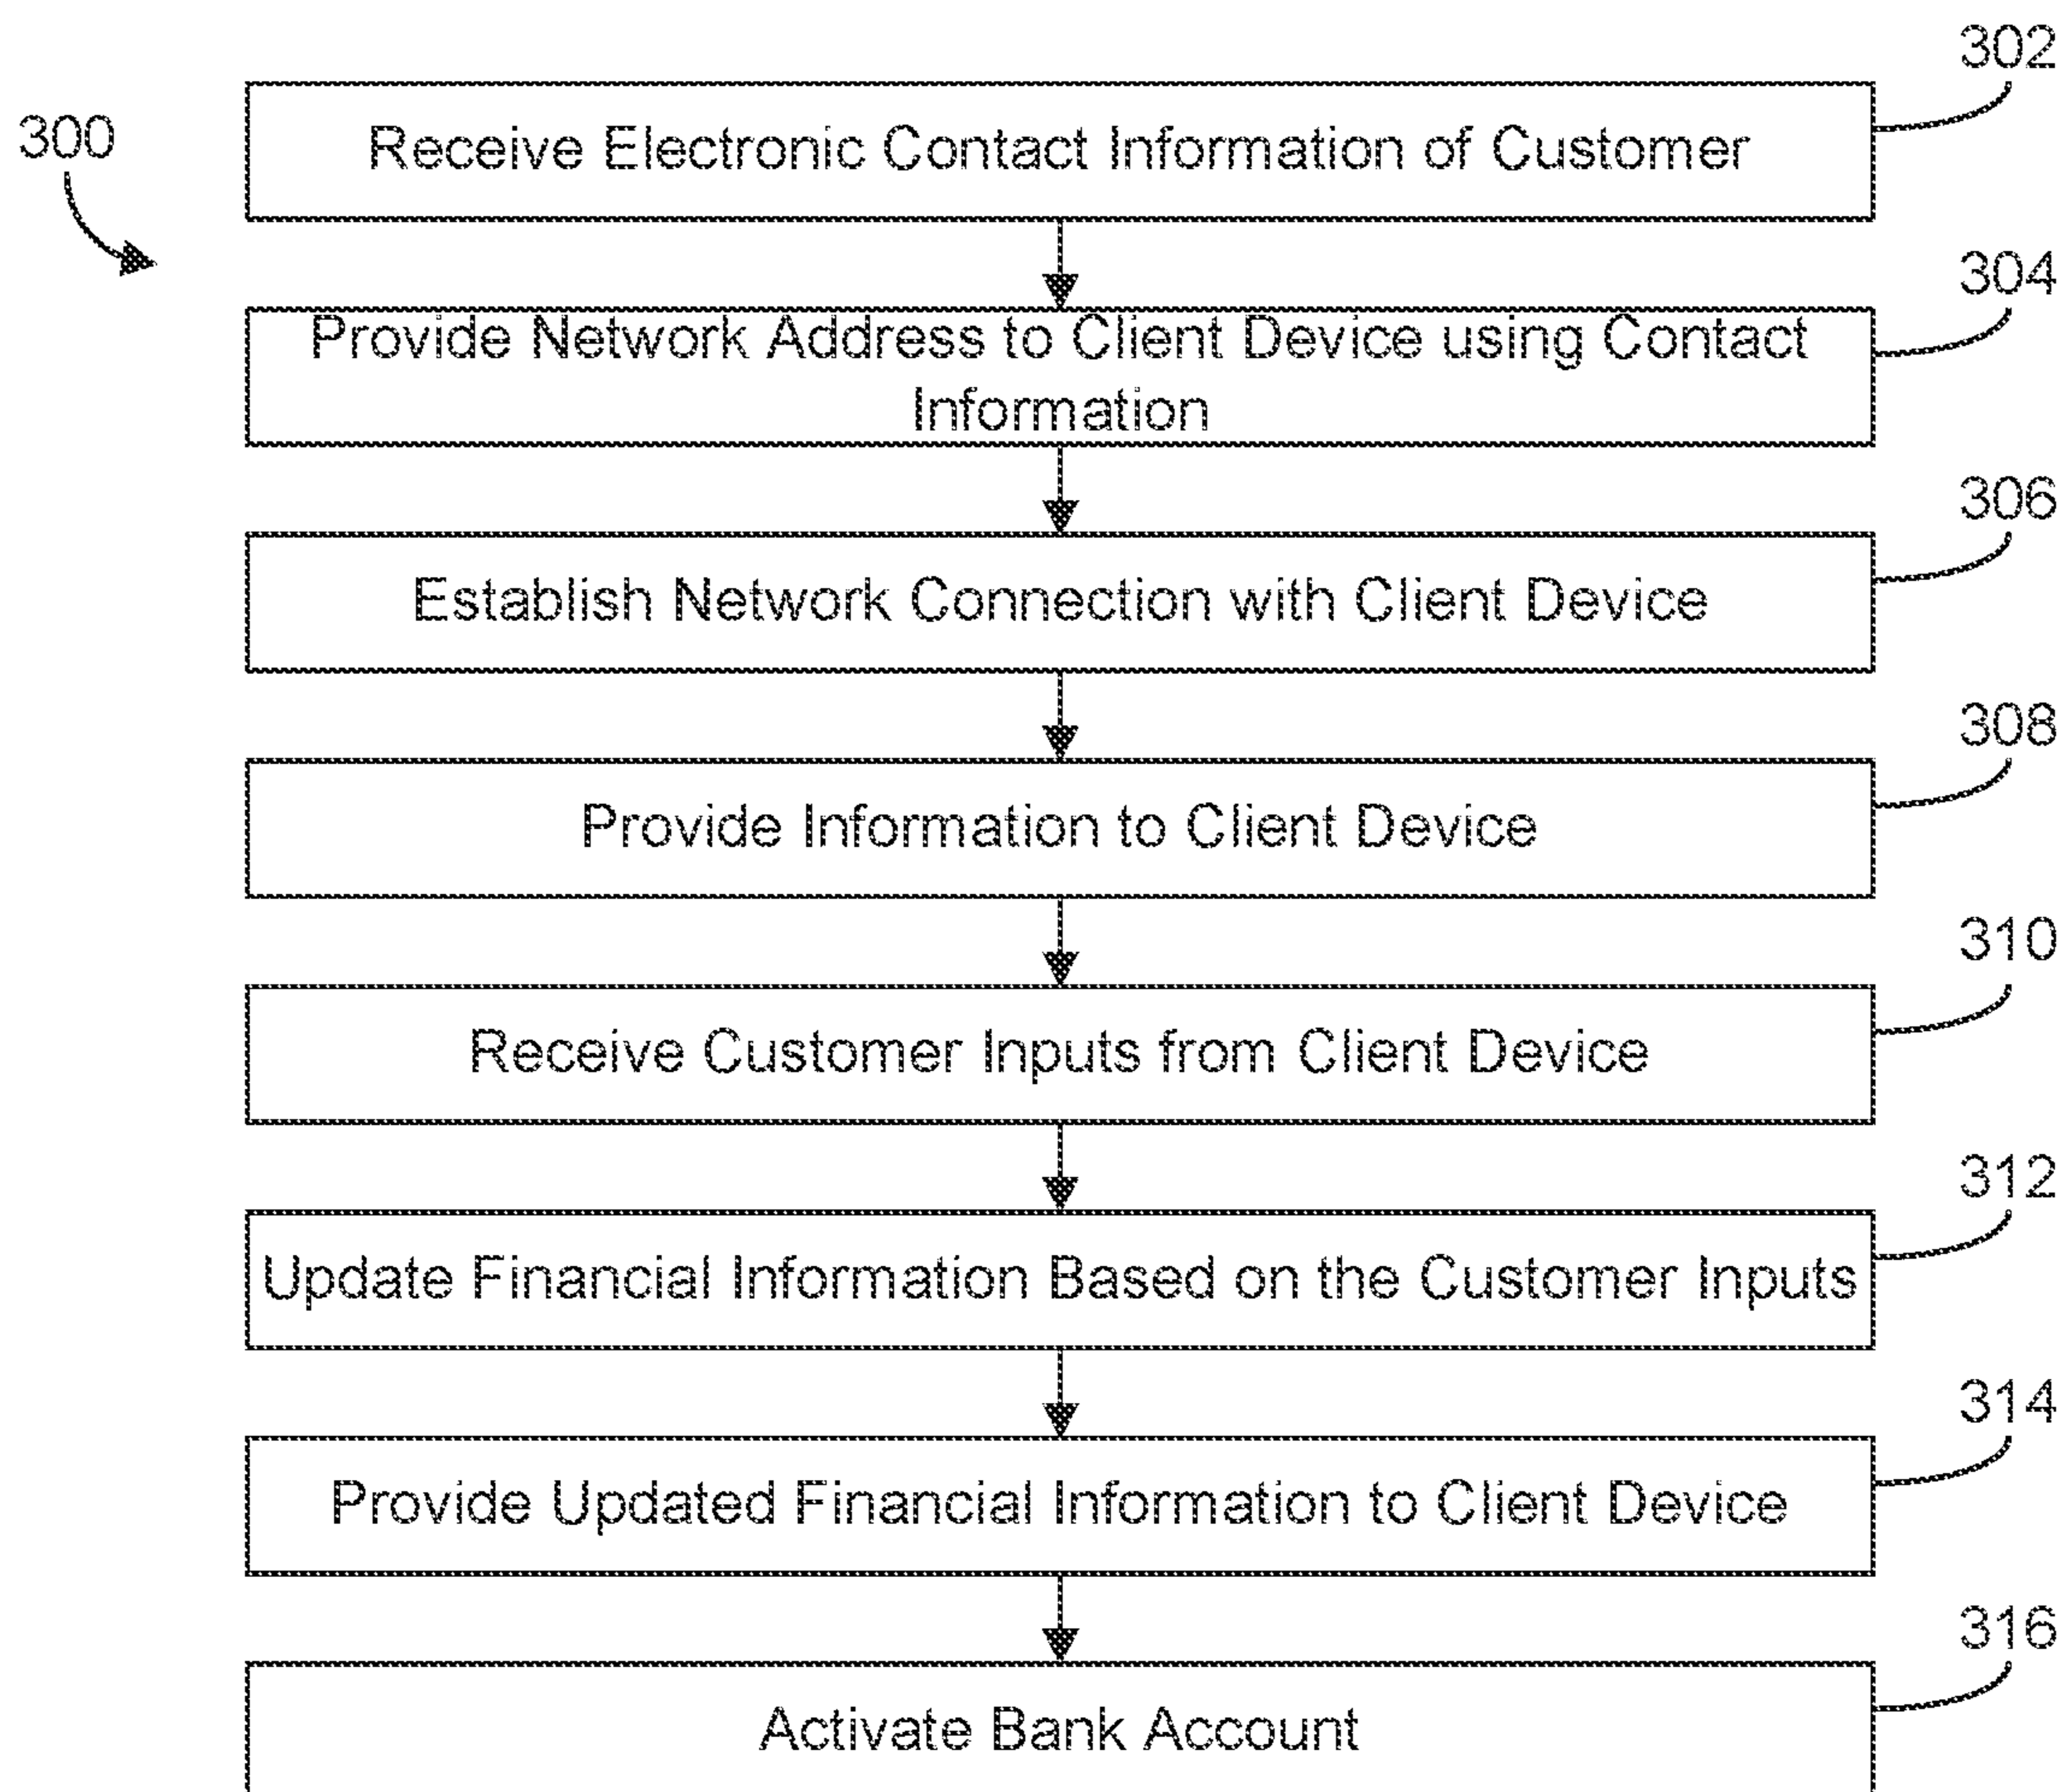 302
300
Receive Electronic Contact Information of Customer
304
Provide Network Address to Client Device using Contact
Information
306
Establish Network Connection with Client Device
308
Provide Information to Client Device
310
Receive Customer Inputs from Client Device
312
Update Financial Information Based on the Customer Inputs
314
Provide Updated Financial Information to Client Device
316
Activate Bank Account